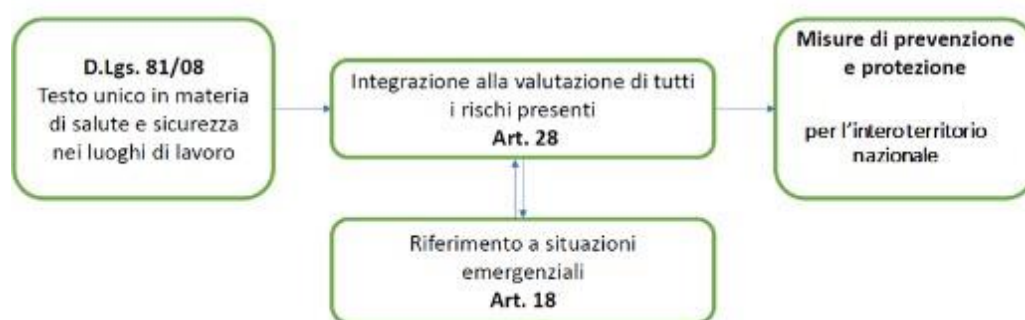 D.Lgs. 81/08
Testo unico in materia
di salute e sicurezza
nei luoghi di lavoro
Integrazione alla valutazione di tutti
i rischi presenti
Art. 28
Misure di prevenzione
e protezione
per l'intero territorio
nazionale
Riferimento a situazioni
emergenziali
Art. 18